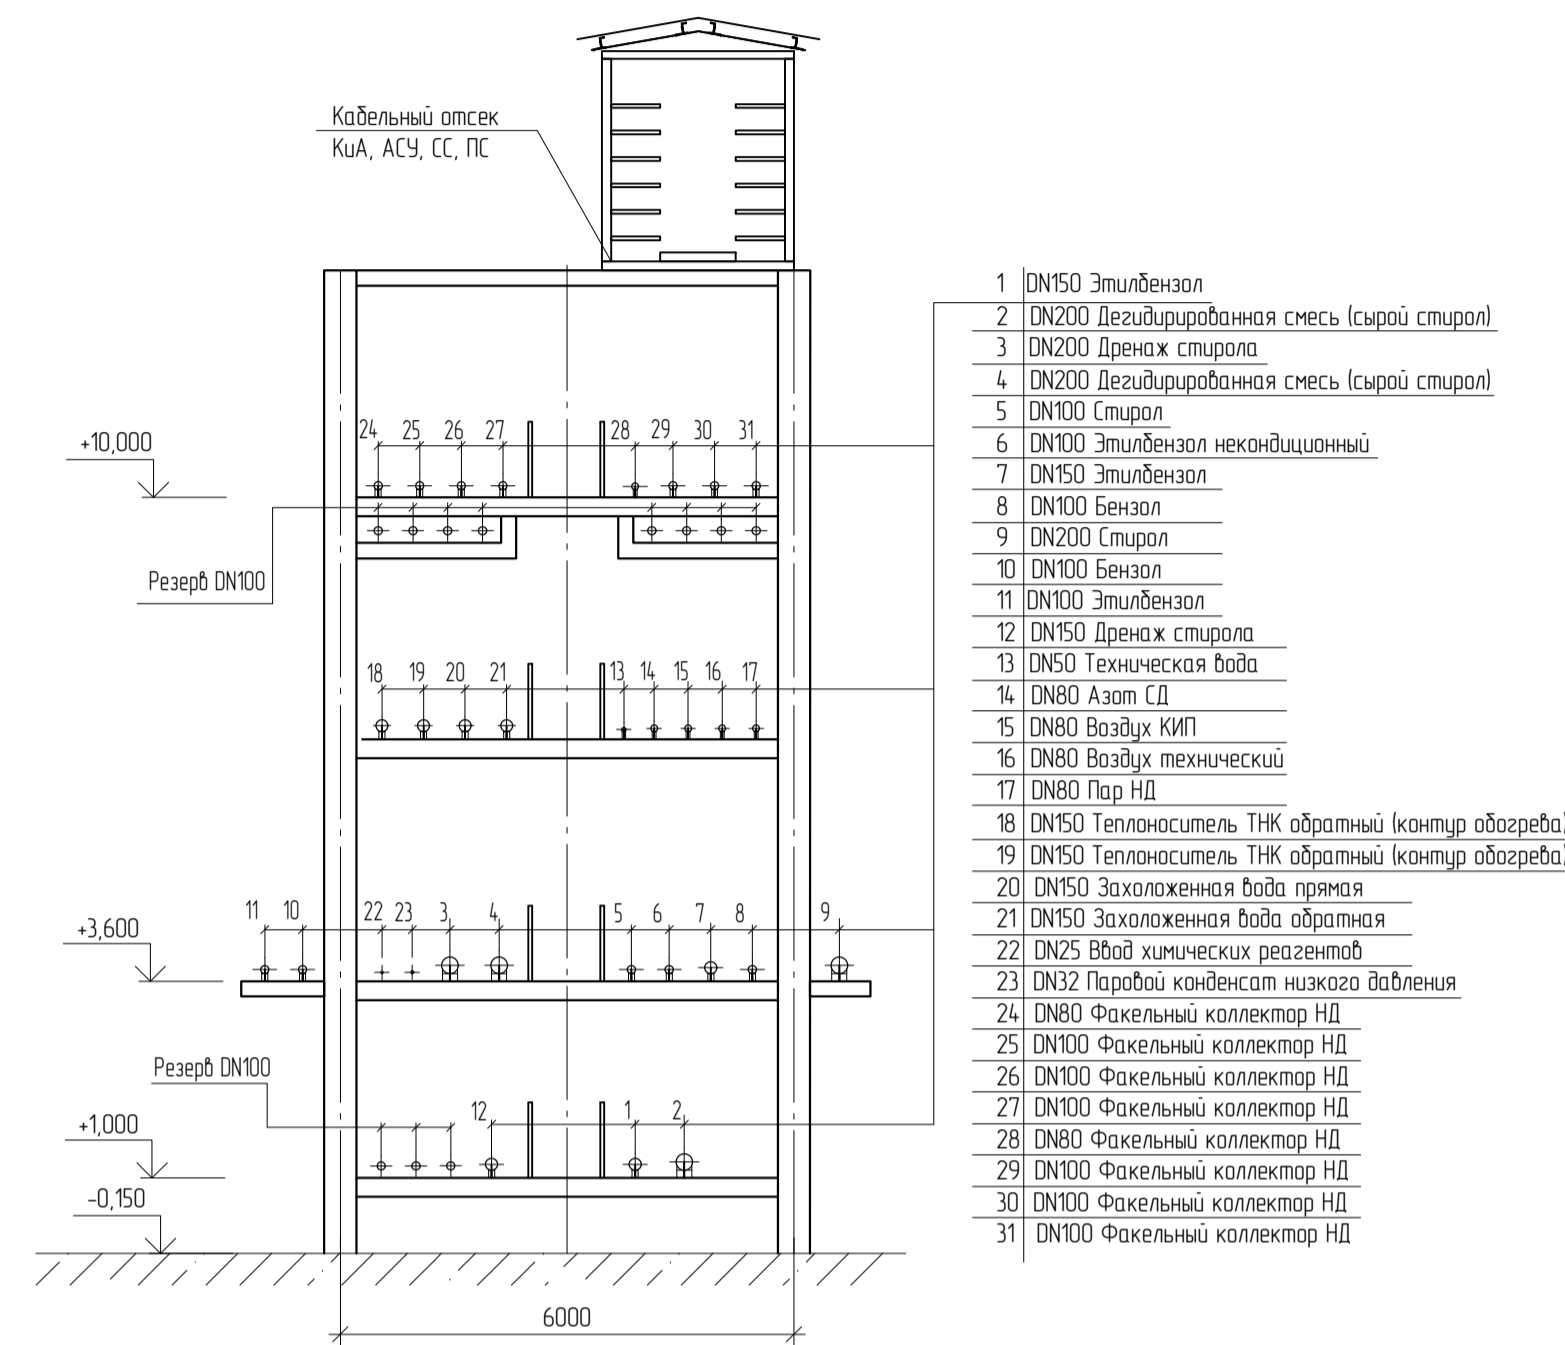 Кабельный отсек
КиА, АСУ, СС, ПС
1 DN150 Этилбензол
2 DN200 Дегидрированная смесь (сырой стирол)
3 DN200 Дренаж стирола
4 DN200 Дегидрированная смесь (сырой стирол)
5 DN100 Стирол
6 DN100 Этилбензол некондиционный
7 DN150 Этилбензол
8 DN100 Бензол
9 DN200 Стирол
10 DN100 Бензол
11 DN100 Этилбензол
12 DN150 Дренаж стирола
13 DN50 Техническая вода
14 DN80 Азот СД
15 DN80 Воздух КИП
16 DN80 Воздух технический
17 DN80 Пар НД
18 DN150 Теплоноситель ТНК обратный (контур обогрева)
19 DN150 Теплоноситель ТНК обратный (контур обогрева)
20 DN150 Захоложенная вода прямая
21 DN150 Захоложенная вода обратная
22 DN25 Ввод химических реагентов
23 DN32 Паровой конденсат низкого давления
24 DN80 Факельный коллектор НД
25 DN100 Факельный коллектор НД
26 DN100 Факельный коллектор НД
27 DN100 Факельный коллектор НД
28 DN80 Факельный коллектор НД
29 DN100 Факельный коллектор НД
30 DN100 Факельный коллектор НД
31 DN100 Факельный коллектор НД
24 25 26 27 28 29 30 31
+10,000
Резерв DN100
18 19 20 21 13 14 15 16 17
11 10 22 23 3 4 5 6 7 8 9
+3,600
Резерв DN100
12 1 2
+1,000
-0,150
6000